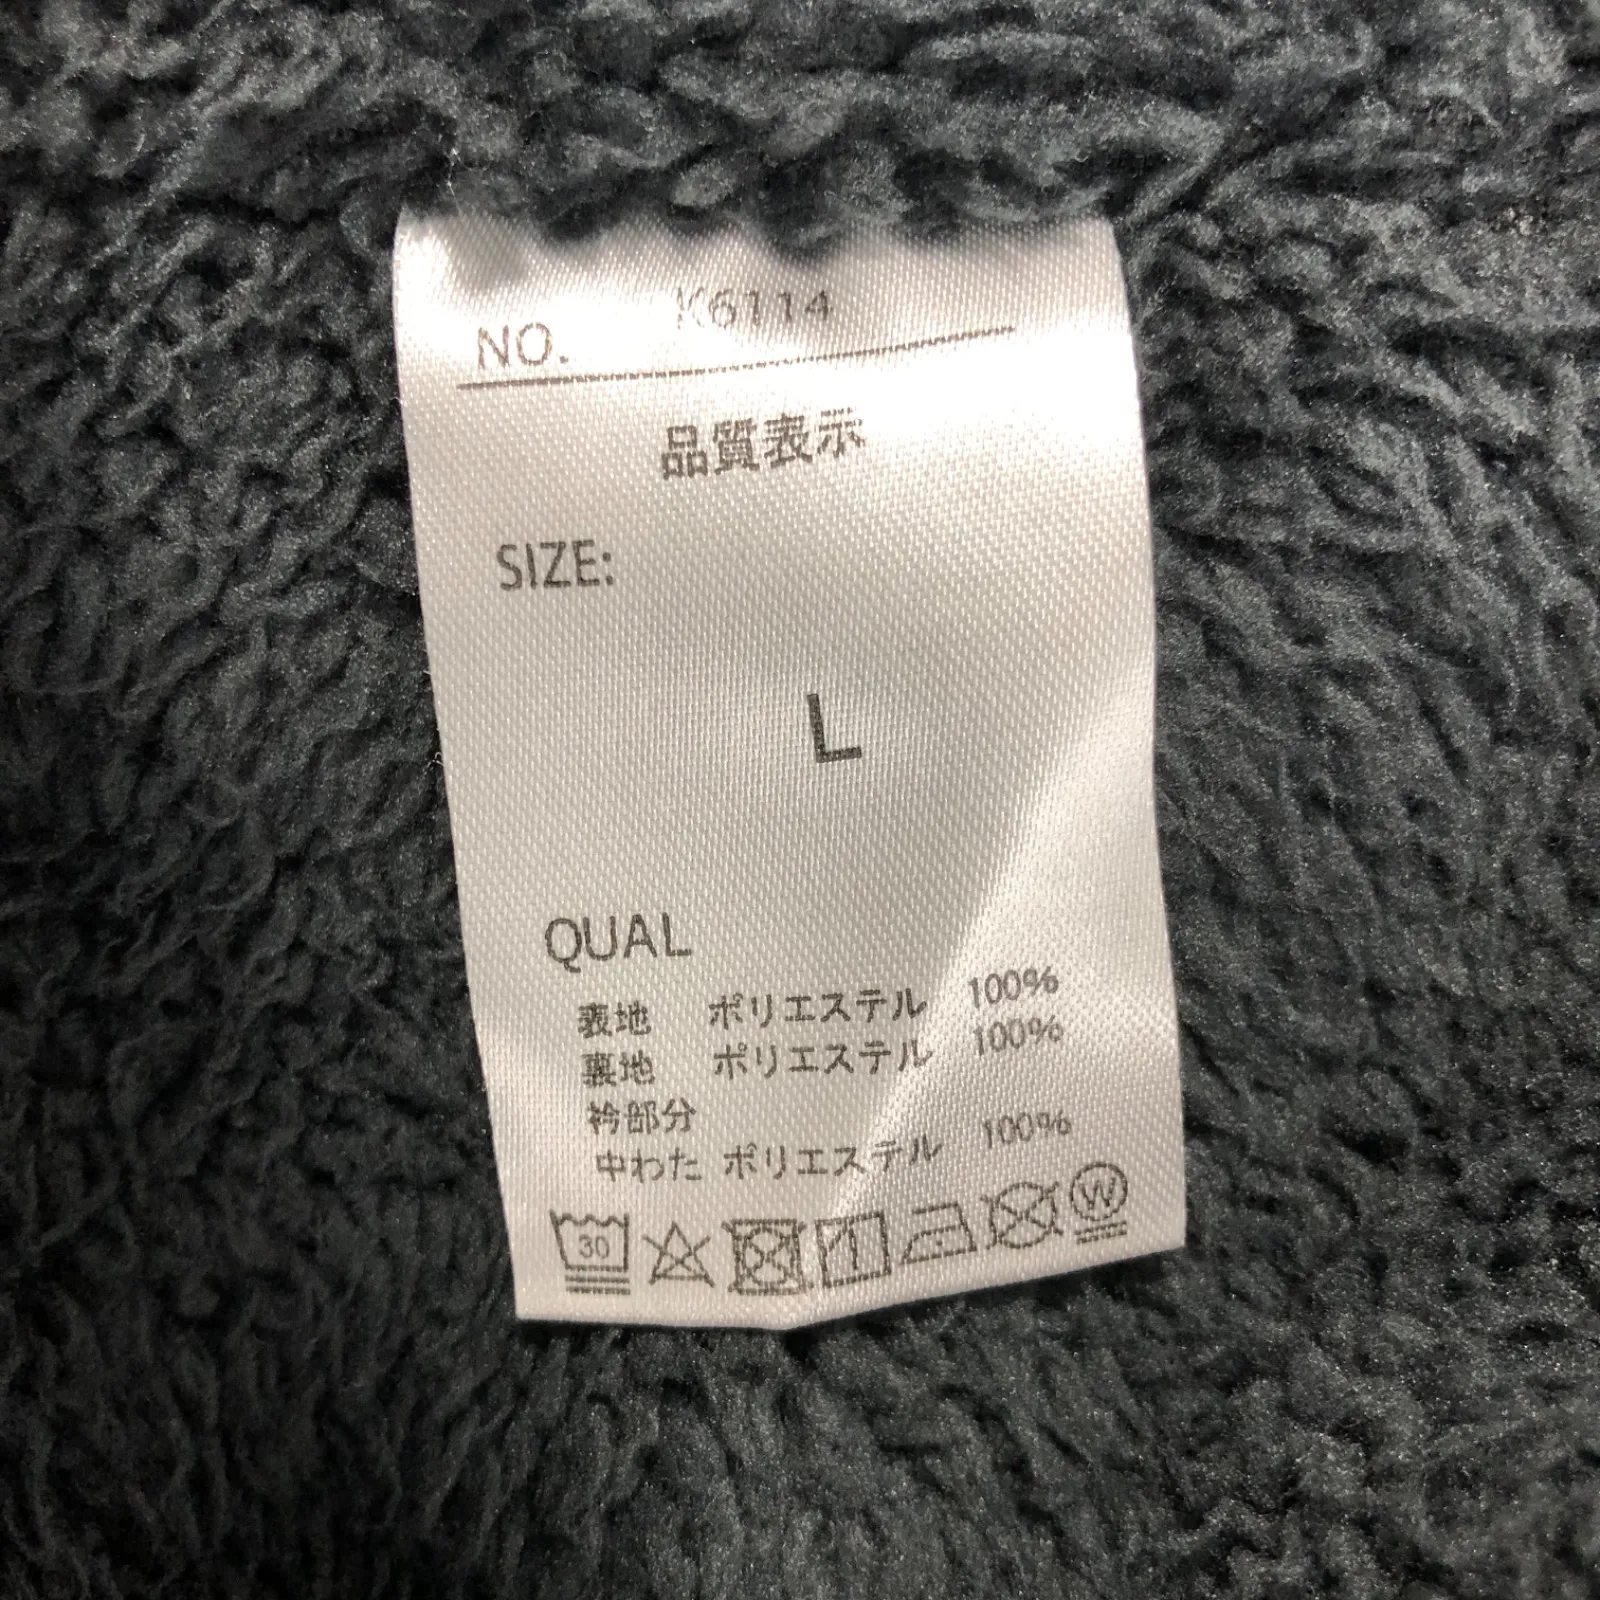 NO. K6114
品質表示
SIZE:
L
QUAL
表地 ポリエステル 100%
裏地 ポリエステル 100%
衿部分
中わた ポリエステル 100%
30 W